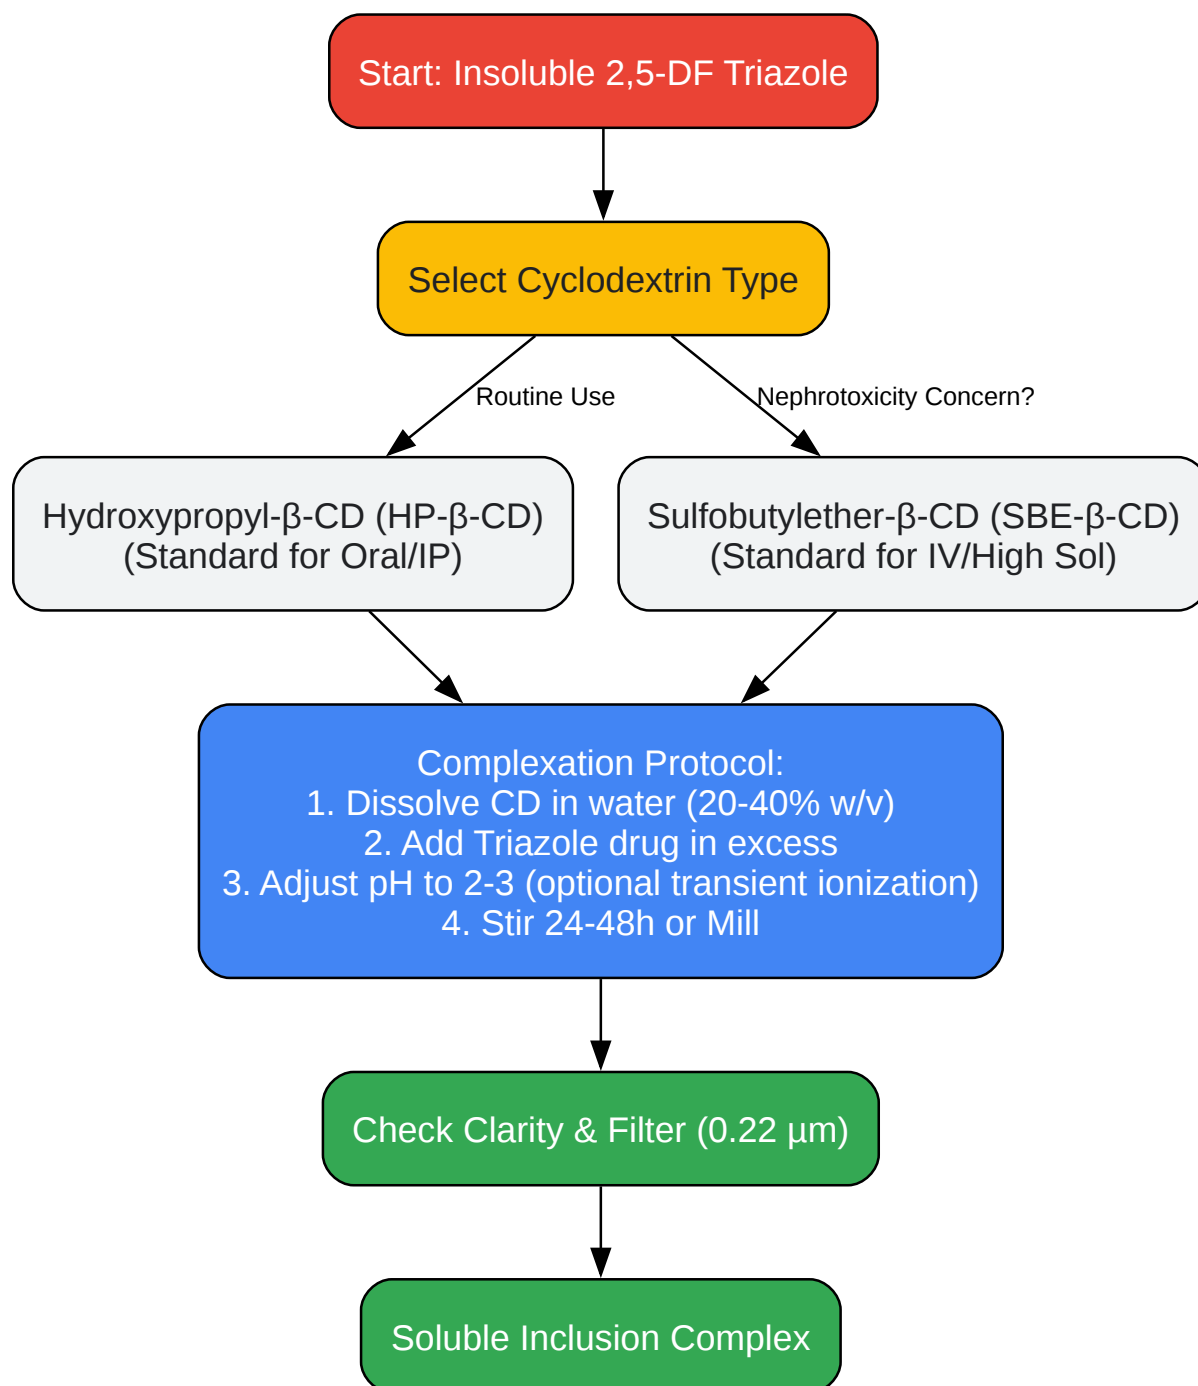 Start: Insoluble 2,5-DF Triazole
Select Cyclodextrin Type
Routine Use
Nephrotoxicity Concern?
Hydroxypropyl-β-CD (HP-β-CD)
(Standard for Oral/IP)
Sulfobutylether-β-CD (SBE-β-CD)
(Standard for IV/High Sol)
Complexation Protocol:
1. Dissolve CD in water (20-40% w/v)
2. Add Triazole drug in excess
3. Adjust pH to 2-3 (optional transient ionization)
4. Stir 24-48h or Mill
Check Clarity & Filter (0.22 µm)
Soluble Inclusion Complex